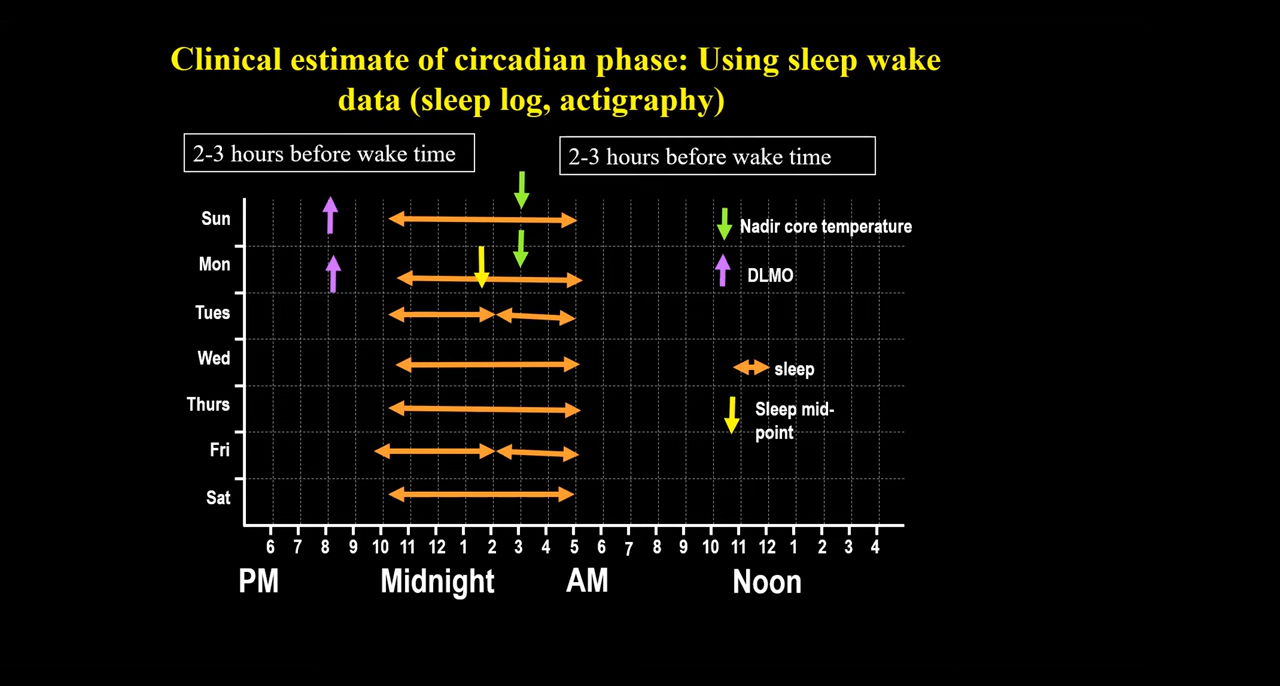 Clinical estimate of circadian phase: Using sleep wake
data (sleep log, actigraphy)
2-3 hours before wake time
2-3 hours before wake time
Sun
Mon
Tues
Wed
Thurs
Fri
Sat
Nadir core temperature
DLMO
sleep
Sleep mid-
point
6 7 8 9 10 11 12 1 2 3 4 5 6 7 8 9 10 11 12 1 2 3 4
PM Midnight AM Noon